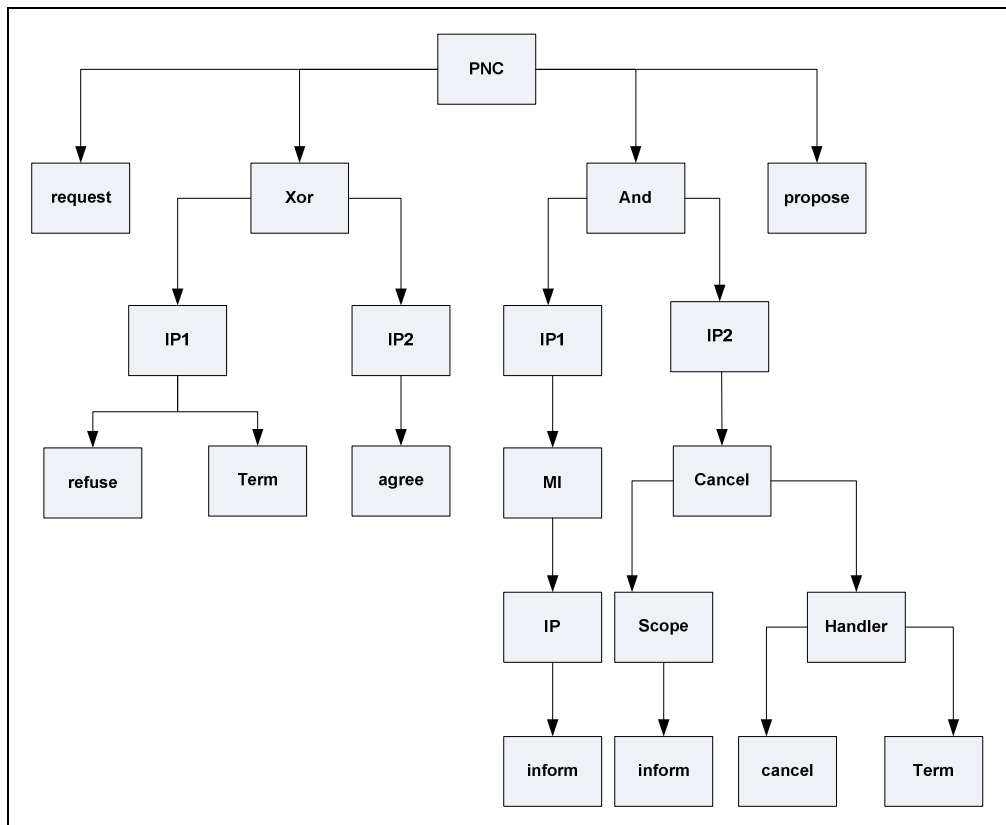 PNC
request
Xor
And
propose
IP1
IP2
IP1
IP2
refuse
Term
agree
MI
Cancel
IP
Scope
Handler
inform
inform
cancel
Term